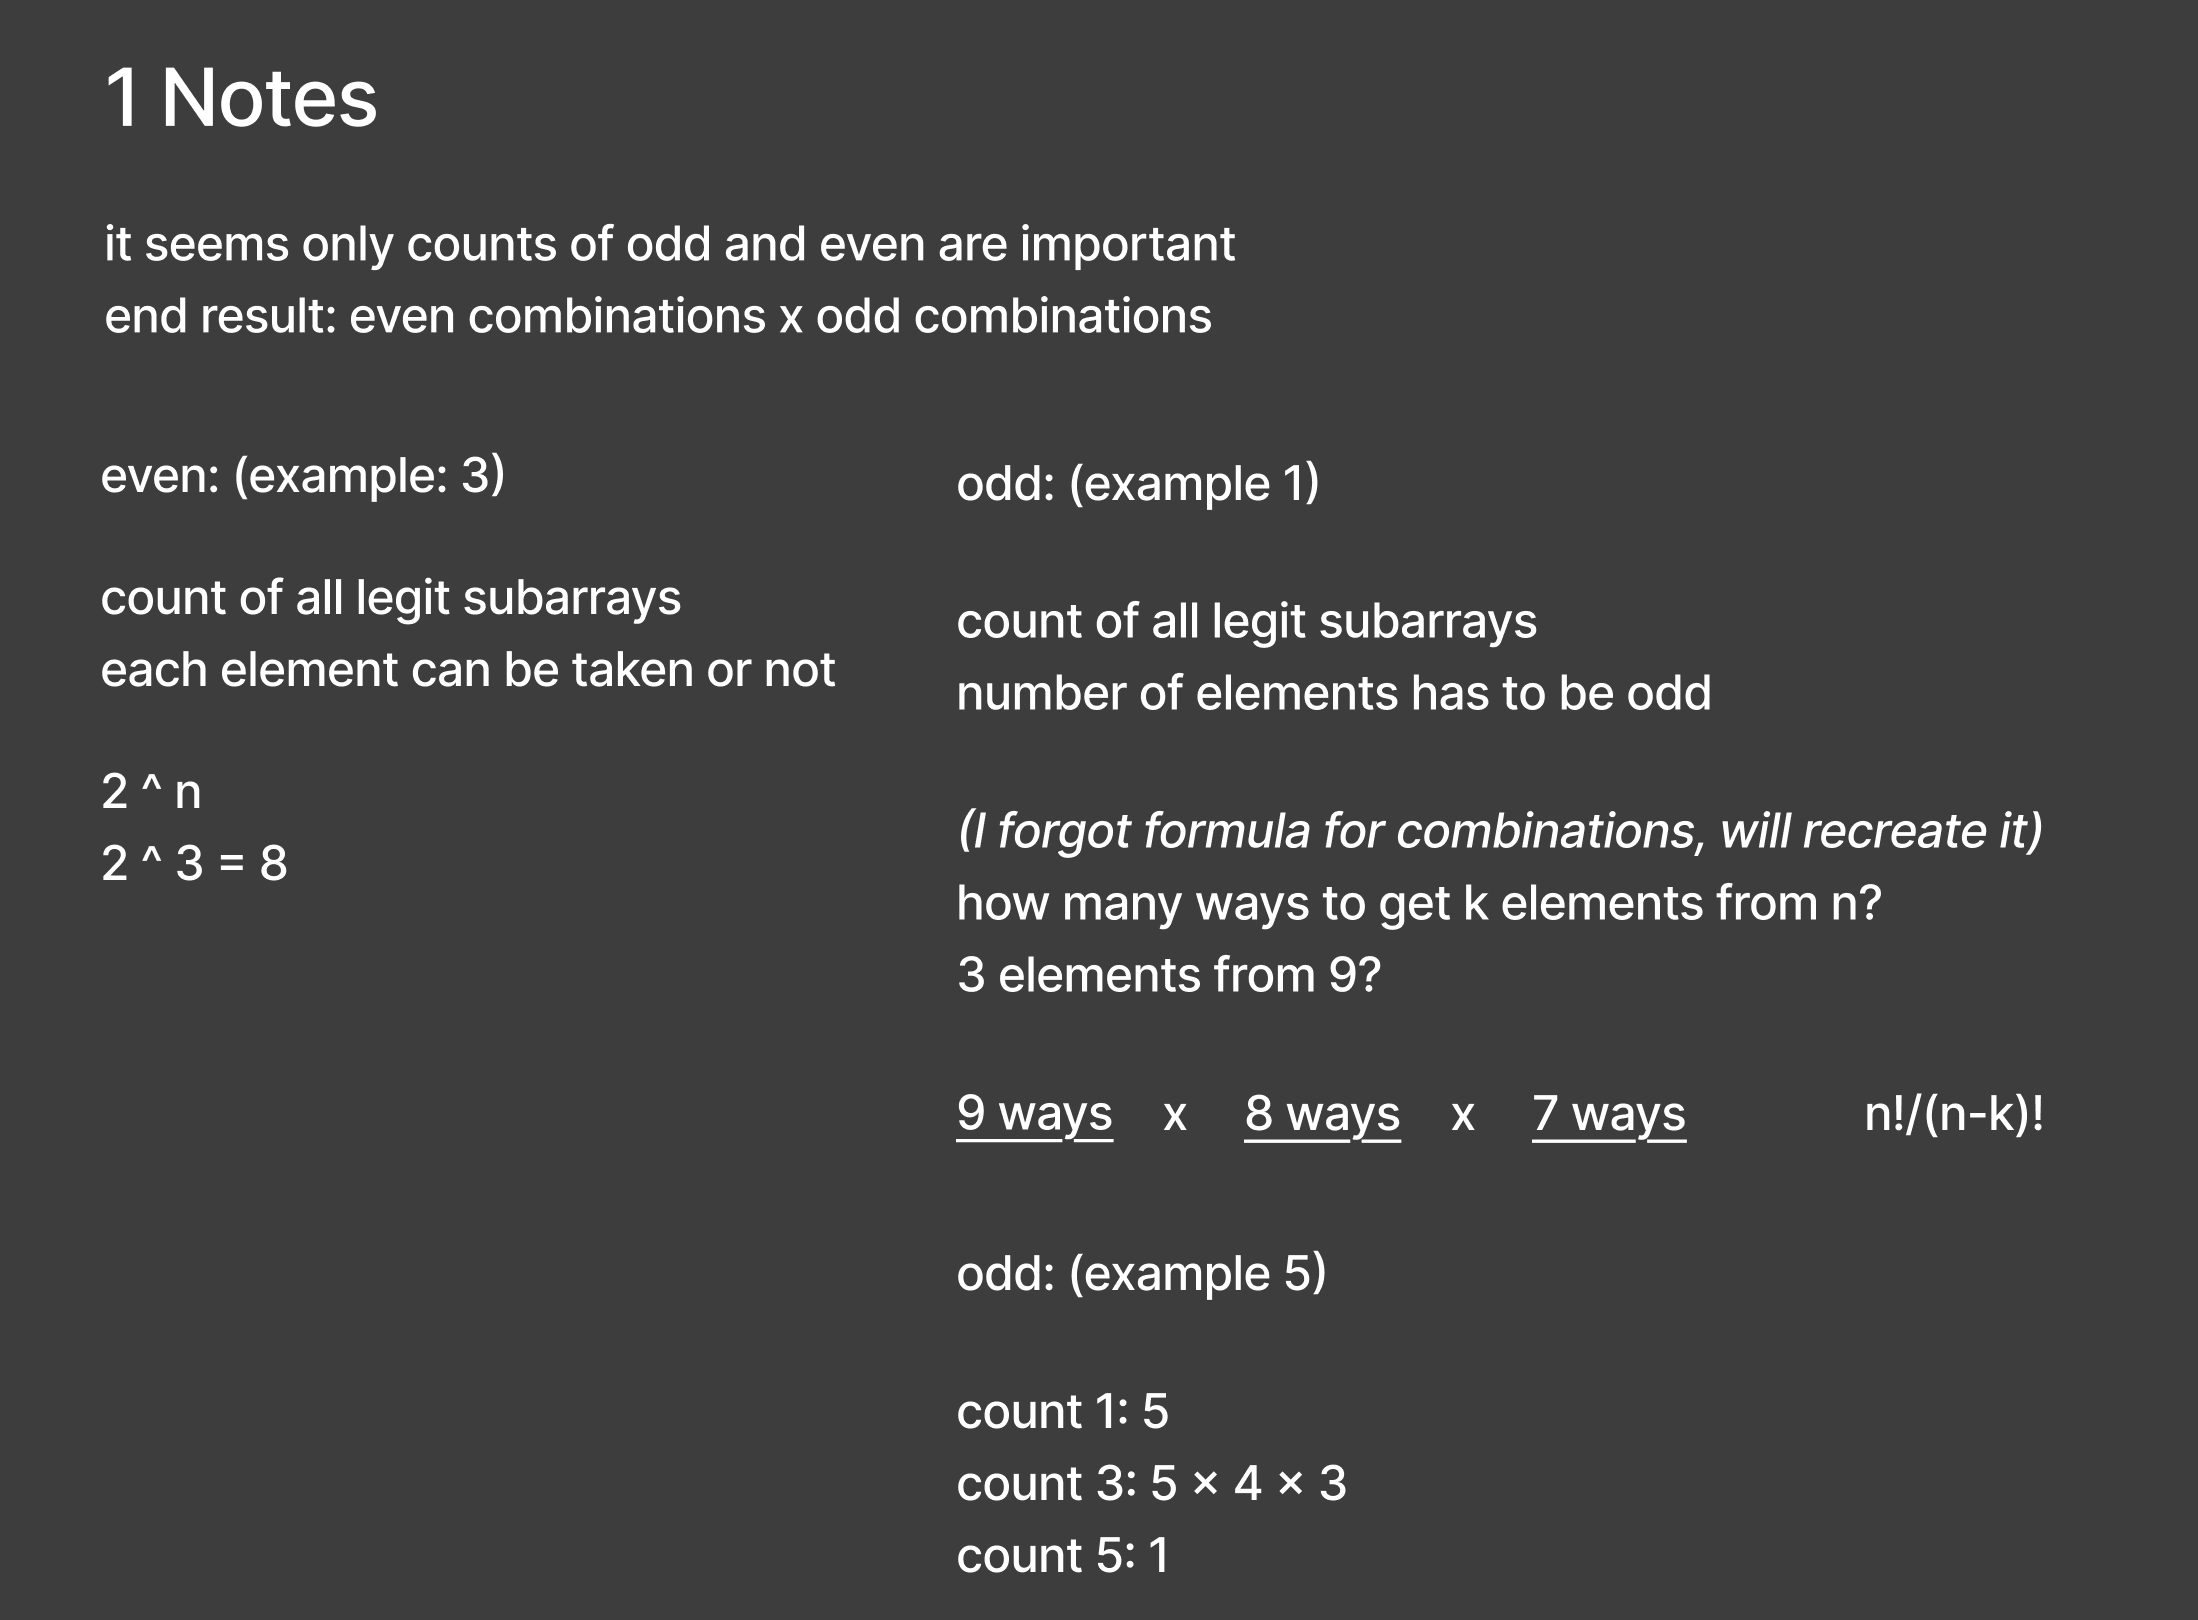 1 Notes
it seems only counts of odd and even are important
end result: even combinations x odd combinations
even: (example: 3)
count of all legit subarrays
each element can be taken or not
2 ^ n
2 ^ 3 = 8
odd: (example 1)
count of all legit subarrays
number of elements has to be odd
(I forgot formula for combinations, will recreate it)
how many ways to get k elements from n?
3 elements from 9?
9 ways x 8 ways x 7 ways n!/(n-k)!
odd: (example 5)
count 1: 5
count 3: 5 × 4 × 3
count 5: 1